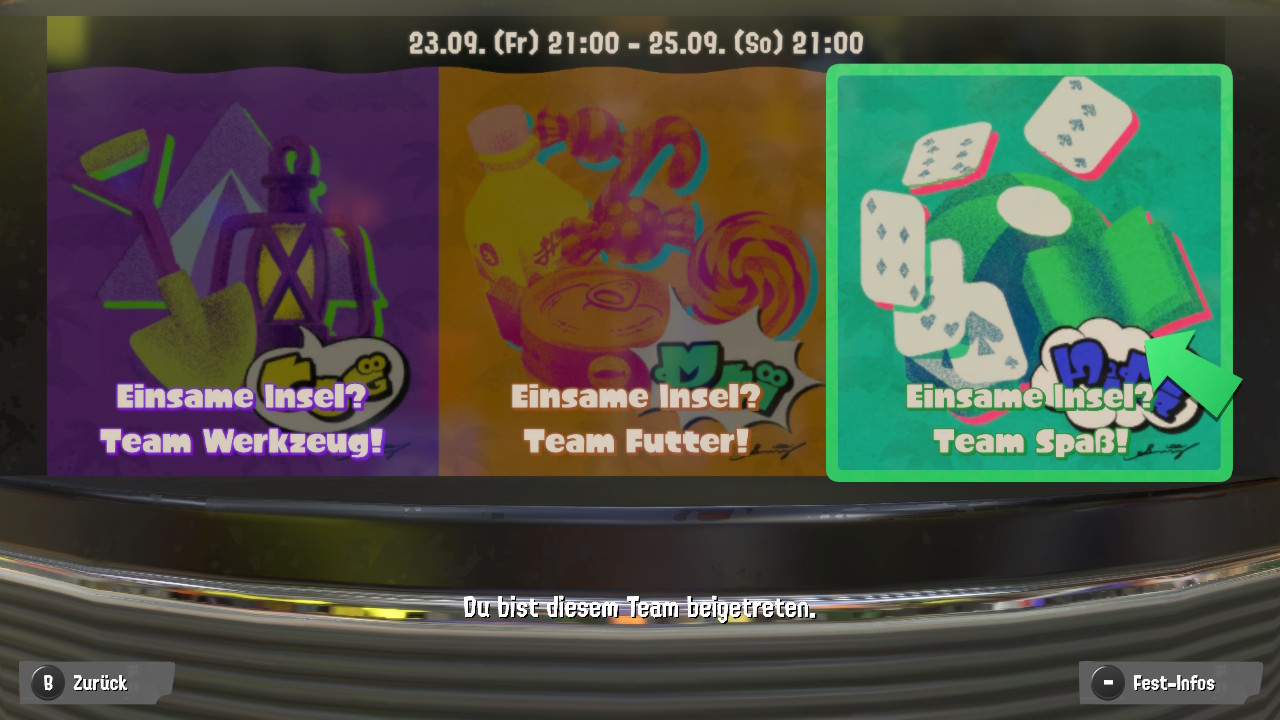 23.09. (Fr) 21:00 – 25.09. (So) 21:00
Einsame Insel?
Team Werkzeug!
Einsame Insel?
Team Futter!
Einsame Insel?
Team Spaß!
Du bist diesem Team beigetreten.
B Zurück
- Fest-Infos